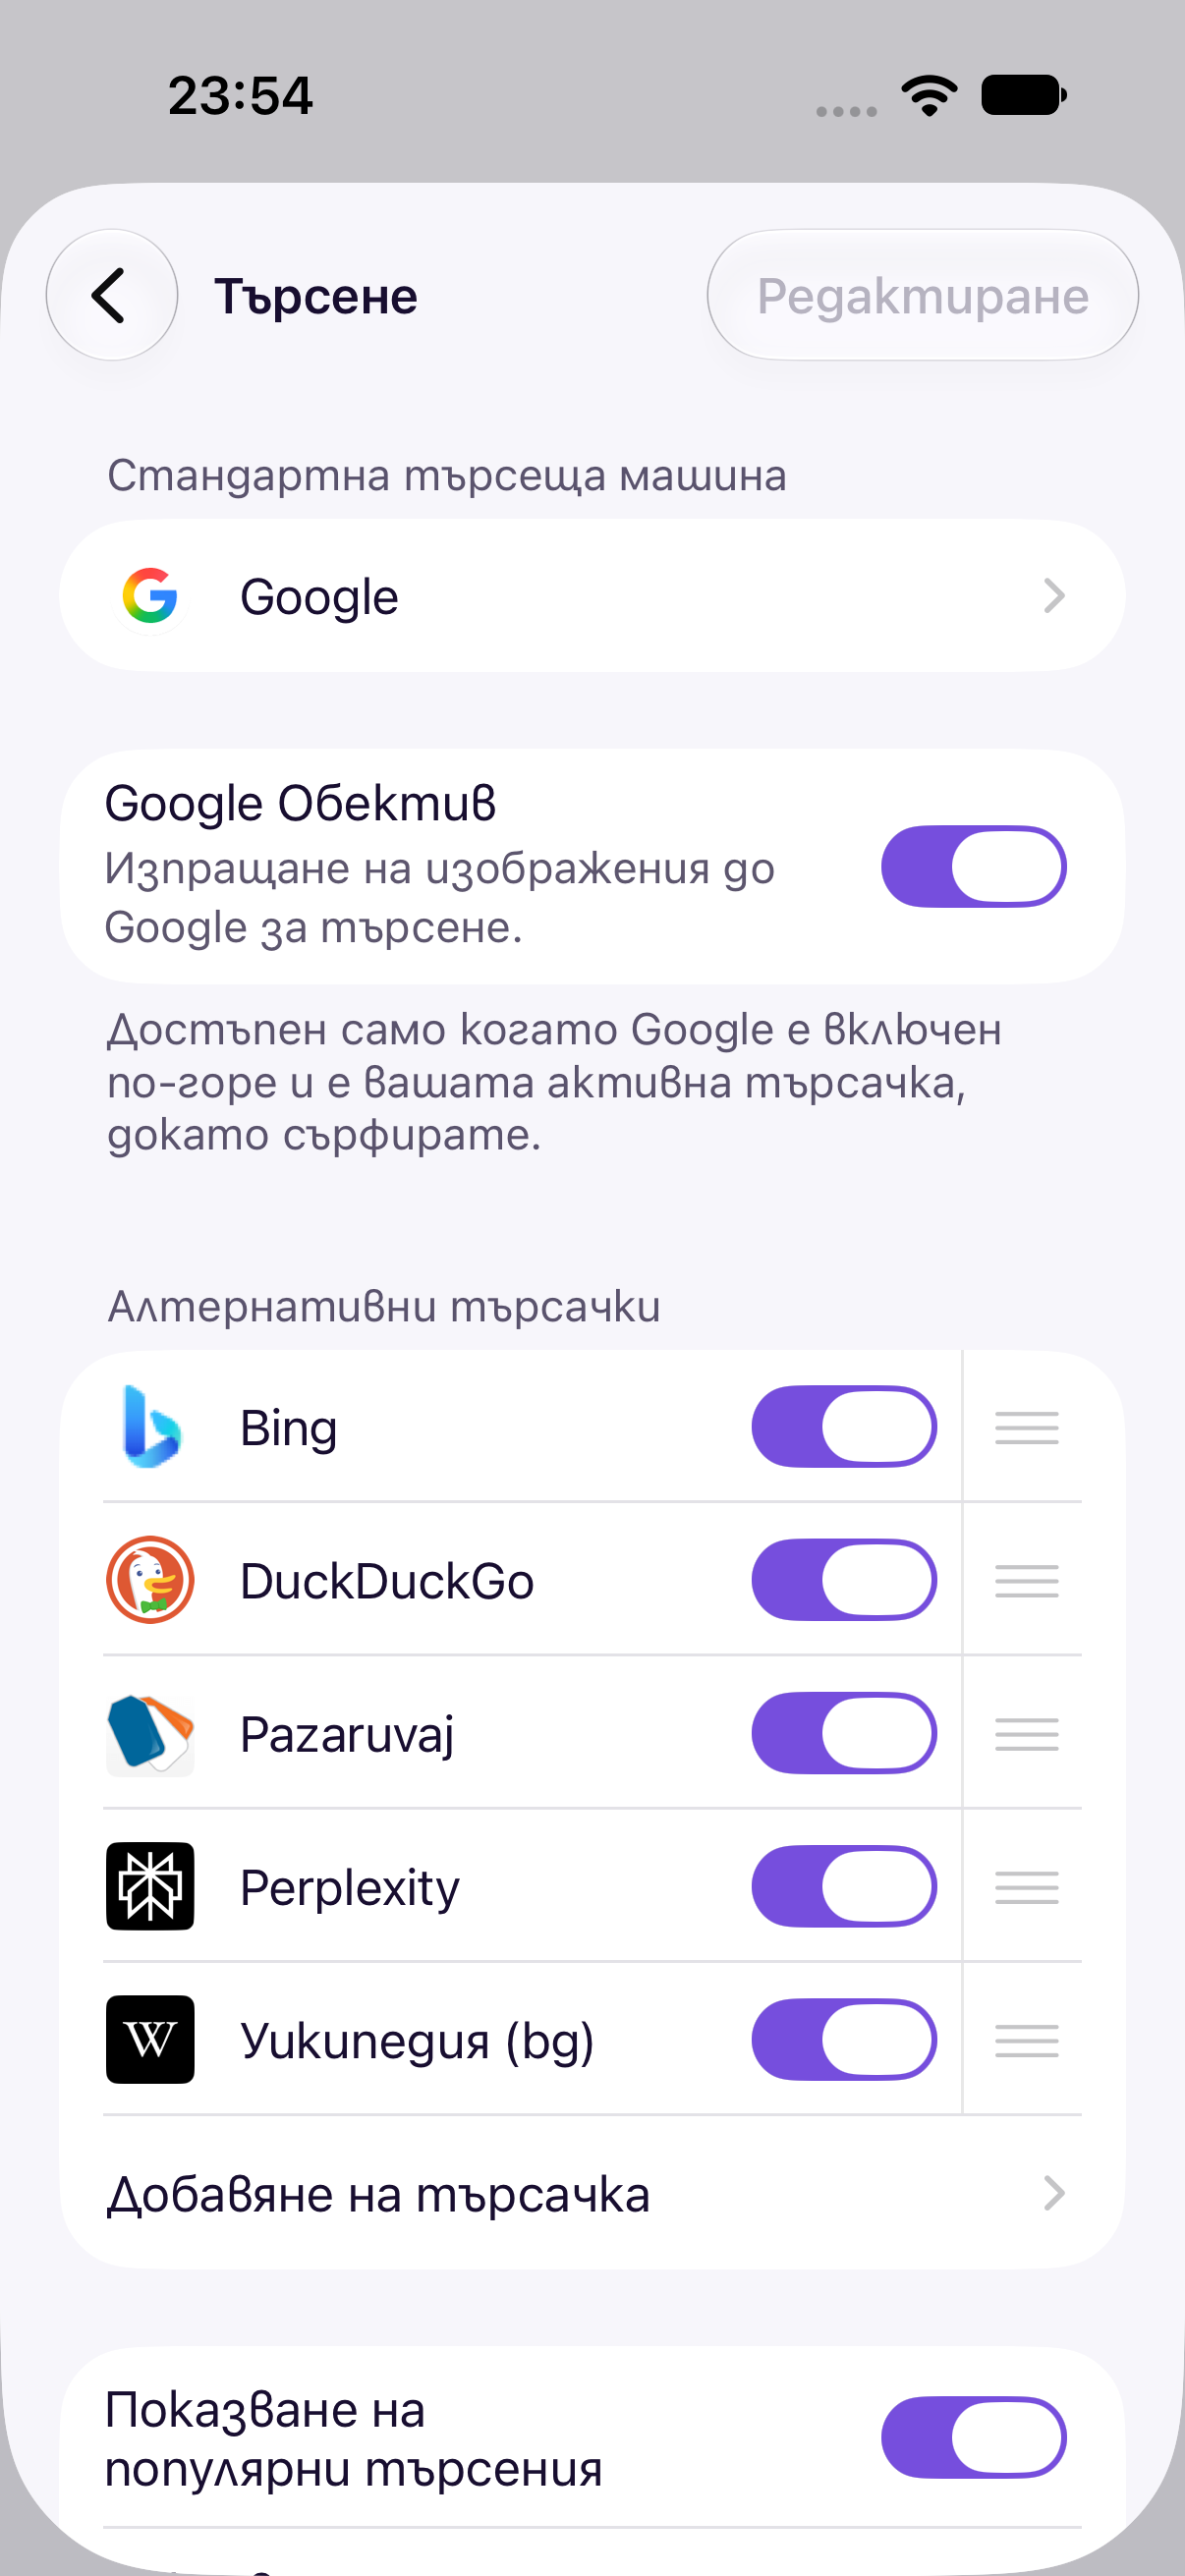 23:54
Търсене
Редактиране
Стандартна търсеща машина
Google
Google Обектив
Изпращане на изображения до
Google за търсене.
Достъпен само когато Google е включен
по-горе и е вашата активна търсачка,
докато сърфирате.
Алтернативни търсачки
Bing
DuckDuckGo
Pazaruvaj
Perplexity
W
Уикипедия (bg)
Добавяне на търсачка
Показване на
популярни търсения